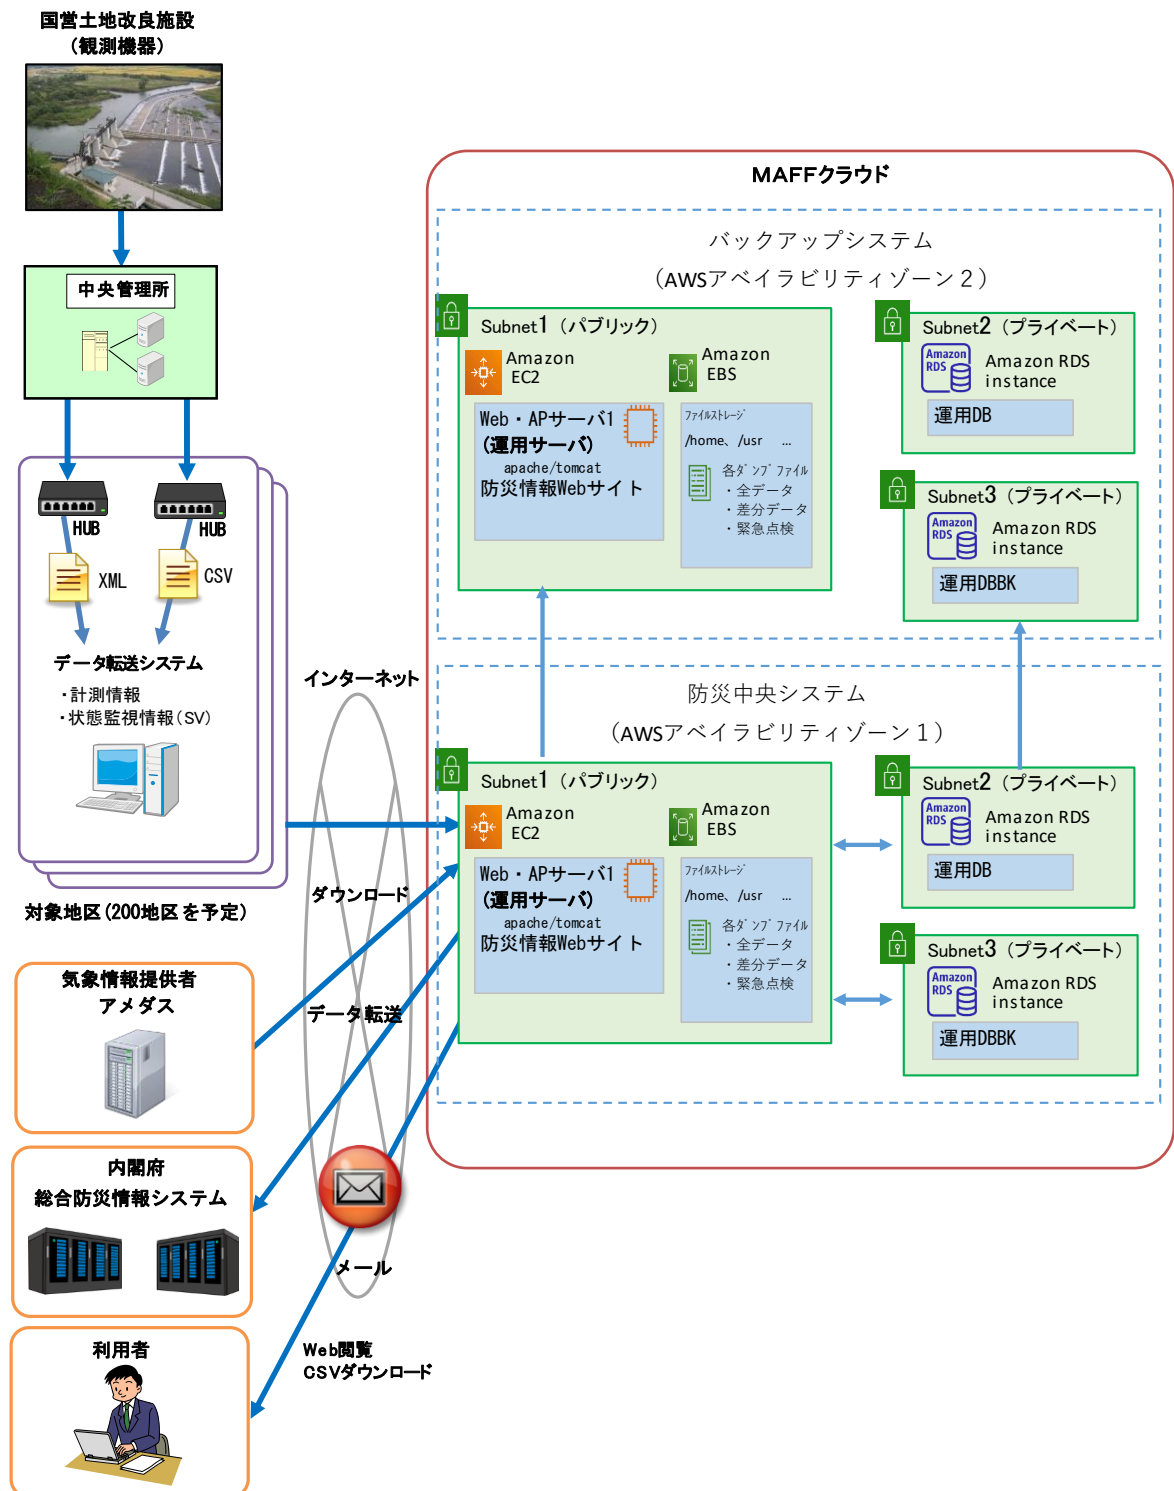 国営土地改良施設
（観測機器）
中央管理所
HUB
HUB
XML
CSV
データ転送システム
・計測情報
・状態監視情報（SV）
対象地区（200地区を予定）
気象情報提供者
アメダス
内閣府
総合防災情報システム
利用者
インターネット
ダウンロード
データ転送
メール
Web閲覧
CSVダウンロード
MAFFクラウド
バックアップシステム
（AWSアベイラビリティゾーン２）
Subnet1（パブリック）
Amazon
EC2
Amazon
EBS
Web・APサーバ1
(運用サーバ)
apache/tomcat
防災情報Webサイト
ﾌｧｲﾙｽﾄﾚｰｼﾞ
/home、/usr …
各ﾀﾞﾝﾌﾟﾌｧｲﾙ
・全データ
・差分データ
・緊急点検
Subnet2（プライベート）
Amazon
RDS
Amazon RDS
instance
運用DB
Subnet3（プライベート）
Amazon
RDS
Amazon RDS
instance
運用DBBK
防災中央システム
（AWSアベイラビリティゾーン１）
Subnet1（パブリック）
Amazon
EC2
Amazon
EBS
Web・APサーバ1
(運用サーバ)
apache/tomcat
防災情報Webサイト
ﾌｧｲﾙｽﾄﾚｰｼﾞ
/home、/usr …
各ﾀﾞﾝﾌﾟﾌｧｲﾙ
・全データ
・差分データ
・緊急点検
Subnet2（プライベート）
Amazon
RDS
Amazon RDS
instance
運用DB
Subnet3（プライベート）
Amazon
RDS
Amazon RDS
instance
運用DBBK